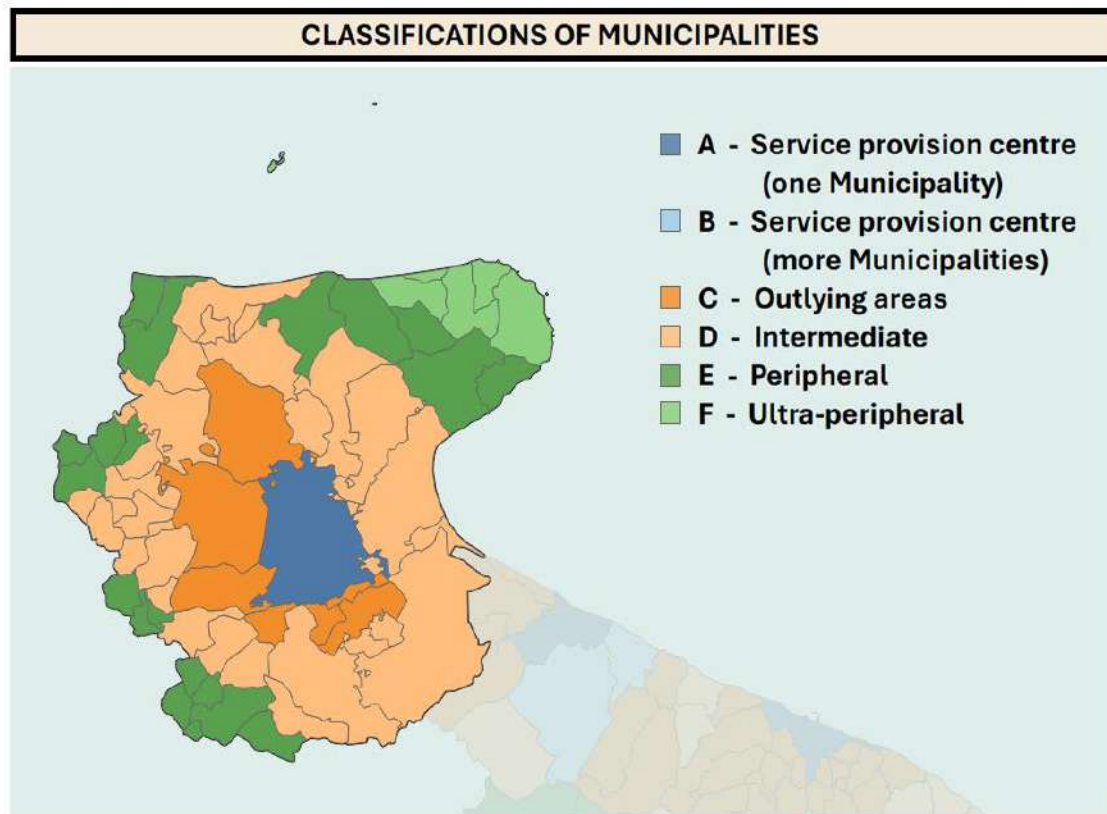 CLASSIFICATIONS OF MUNICIPALITIES
A - Service provision centre
(one Municipality)
B - Service provision centre
(more Municipalities)
C - Outlying areas
D - Intermediate
E - Peripheral
F - Ultra-peripheral